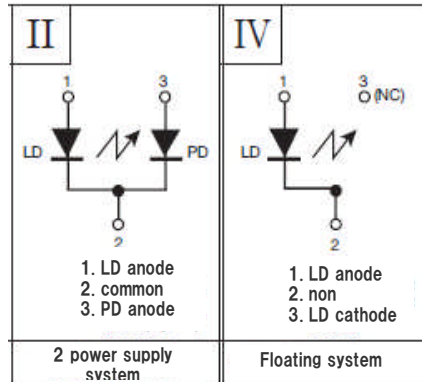 II
1
3
LD
PD
2
1. LD anode
2. common
3. PD anode
2 power supply
system
IV
1
3
(NC)
LD
2
1. LD anode
2. non
3. LD cathode
Floating system